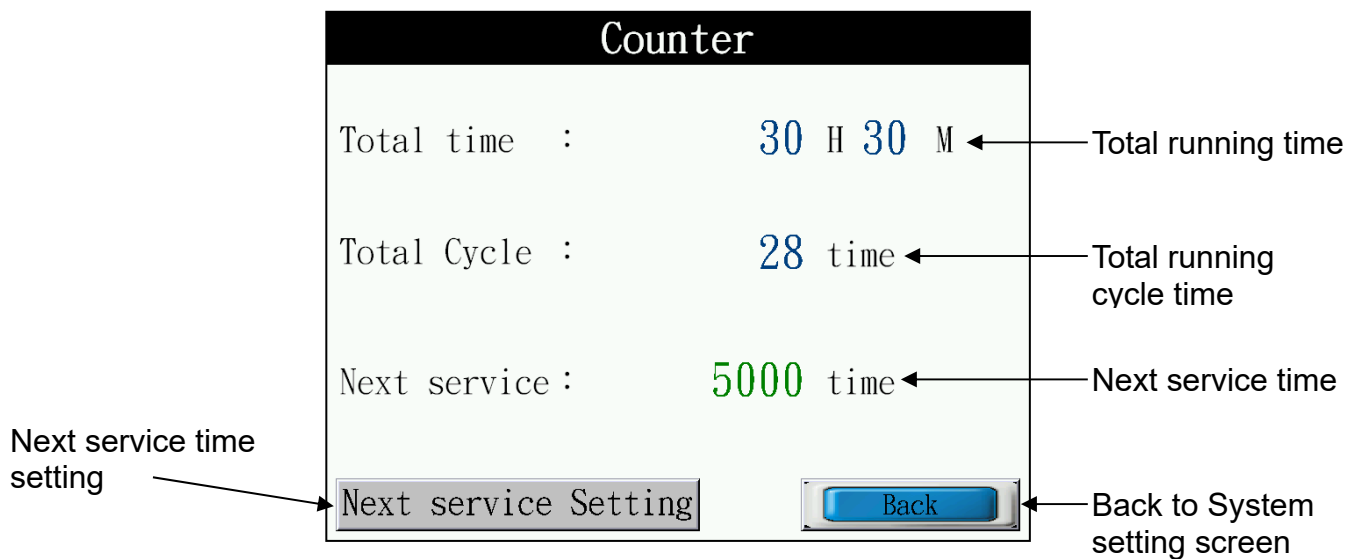 Counter
Total time : 30 H 30 M
Total running time
Total Cycle : 28 time
Total running
cycle time
Next service : 5000 time
Next service time
Next service time
setting
Next service Setting
Back
Back to System
setting screen